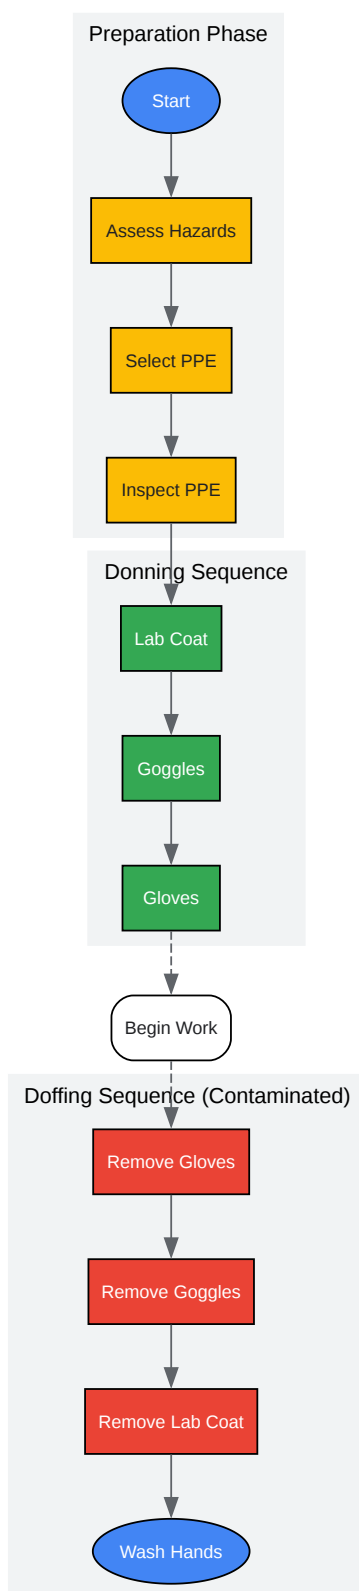 Preparation Phase
Start
Assess Hazards
Select PPE
Inspect PPE
Donning Sequence
Lab Coat
Goggles
Gloves
Begin Work
Doffing Sequence (Contaminated)
Remove Gloves
Remove Goggles
Remove Lab Coat
Wash Hands